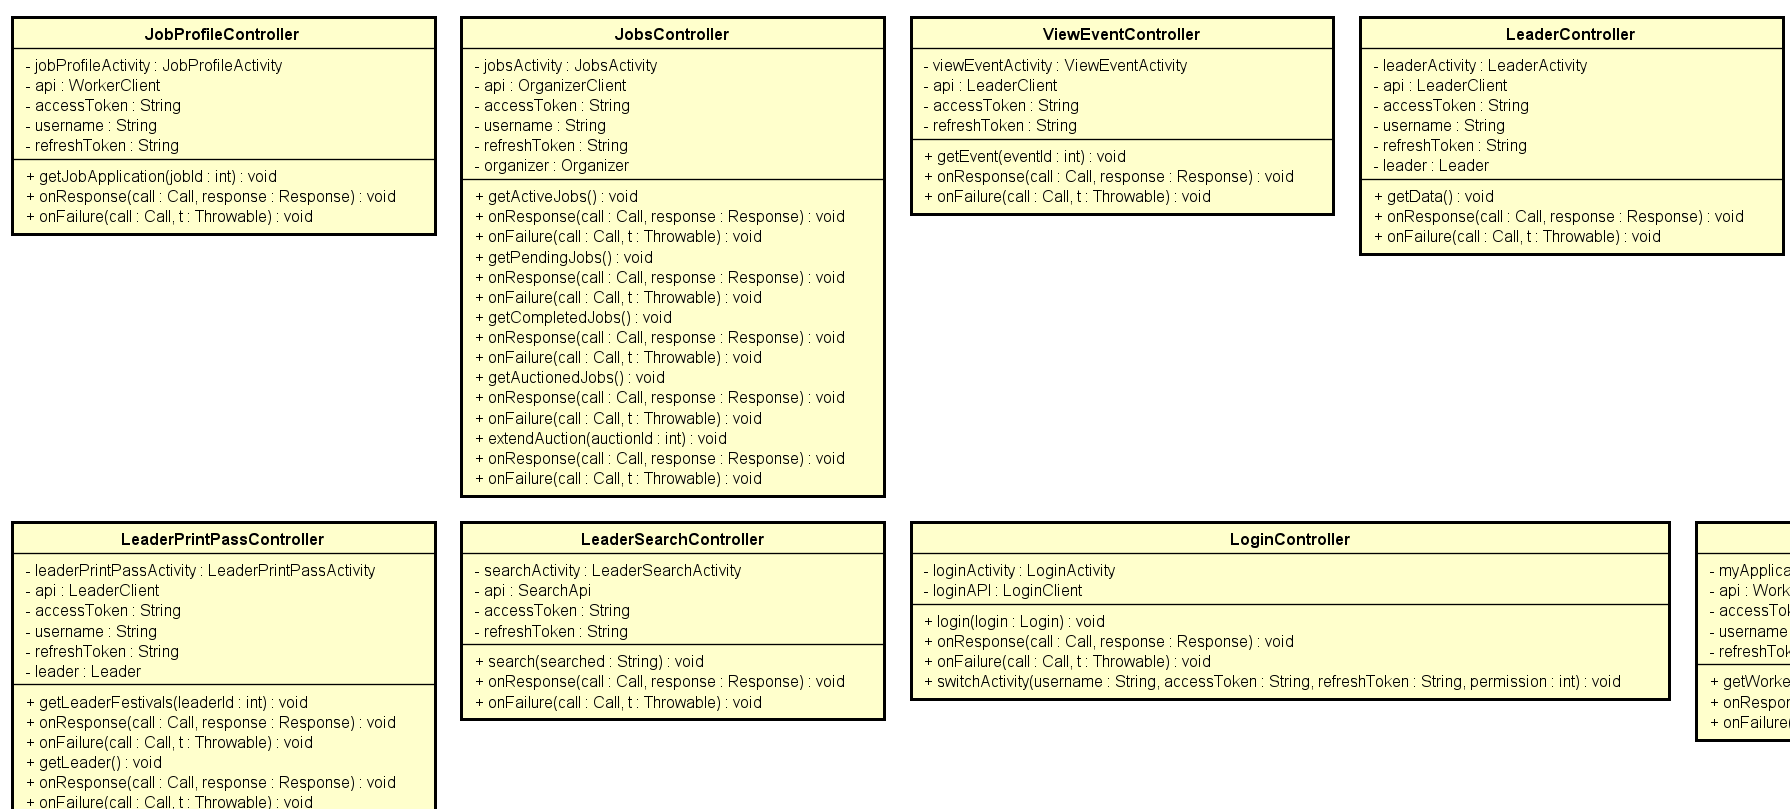 JobProfileController
- jobProfileActivity : JobProfileActivity
- api : WorkerClient
- accessToken : String
- username : String
- refreshToken : String
+ getJobApplication(jobId : int) : void
+ onResponse(call : Call, response : Response) : void
+ onFailure(call : Call, t : Throwable) : void
JobsController
- jobsActivity : JobsActivity
- api : OrganizerClient
- accessToken : String
- username : String
- refreshToken : String
- organizer : Organizer
+ getActiveJobs() : void
+ onResponse(call : Call, response : Response) : void
+ onFailure(call : Call, t : Throwable) : void
+ getPendingJobs() : void
+ onResponse(call : Call, response : Response) : void
+ onFailure(call : Call, t : Throwable) : void
+ getCompletedJobs() : void
+ onResponse(call : Call, response : Response) : void
+ onFailure(call : Call, t : Throwable) : void
+ getAuctionedJobs() : void
+ onResponse(call : Call, response : Response) : void
+ onFailure(call : Call, t : Throwable) : void
+ extendAuction(auctionId : int) : void
+ onResponse(call : Call, response : Response) : void
+ onFailure(call : Call, t : Throwable) : void
ViewEventController
- viewEventActivity : ViewEventActivity
- api : LeaderClient
- accessToken : String
- refreshToken : String
+ getEvent(eventId : int) : void
+ onResponse(call : Call, response : Response) : void
+ onFailure(call : Call, t : Throwable) : void
LeaderController
- leaderActivity : LeaderActivity
- api : LeaderClient
- accessToken : String
- username : String
- refreshToken : String
- leader : Leader
+ getData() : void
+ onResponse(call : Call, response : Response) : void
+ onFailure(call : Call, t : Throwable) : void
LeaderPrintPassController
- leaderPrintPassActivity : LeaderPrintPassActivity
- api : LeaderClient
- accessToken : String
- username : String
- refreshToken : String
- leader : Leader
+ getLeaderFestivals(leaderId : int) : void
+ onResponse(call : Call, response : Response) : void
+ onFailure(call : Call, t : Throwable) : void
+ getLeader() : void
+ onResponse(call : Call, response : Response) : void
+ onFailure(call : Call, t : Throwable) : void
LeaderSearchController
- searchActivity : LeaderSearchActivity
- api : SearchApi
- accessToken : String
- refreshToken : String
+ search(searched : String) : void
+ onResponse(call : Call, response : Response) : void
+ onFailure(call : Call, t : Throwable) : void
LoginController
- loginActivity : LoginActivity
- loginAPI : LoginClient
+ login(login : Login) : void
+ onResponse(call : Call, response : Response) : void
+ onFailure(call : Call, t : Throwable) : void
+ switchActivity(username : String, accessToken : String, refreshToken : String, permission : int) : void
- myApplica
- api : Work
- accessTok
- username
- refreshTok
+ getWorke
+ onRespon
+ onFailure(